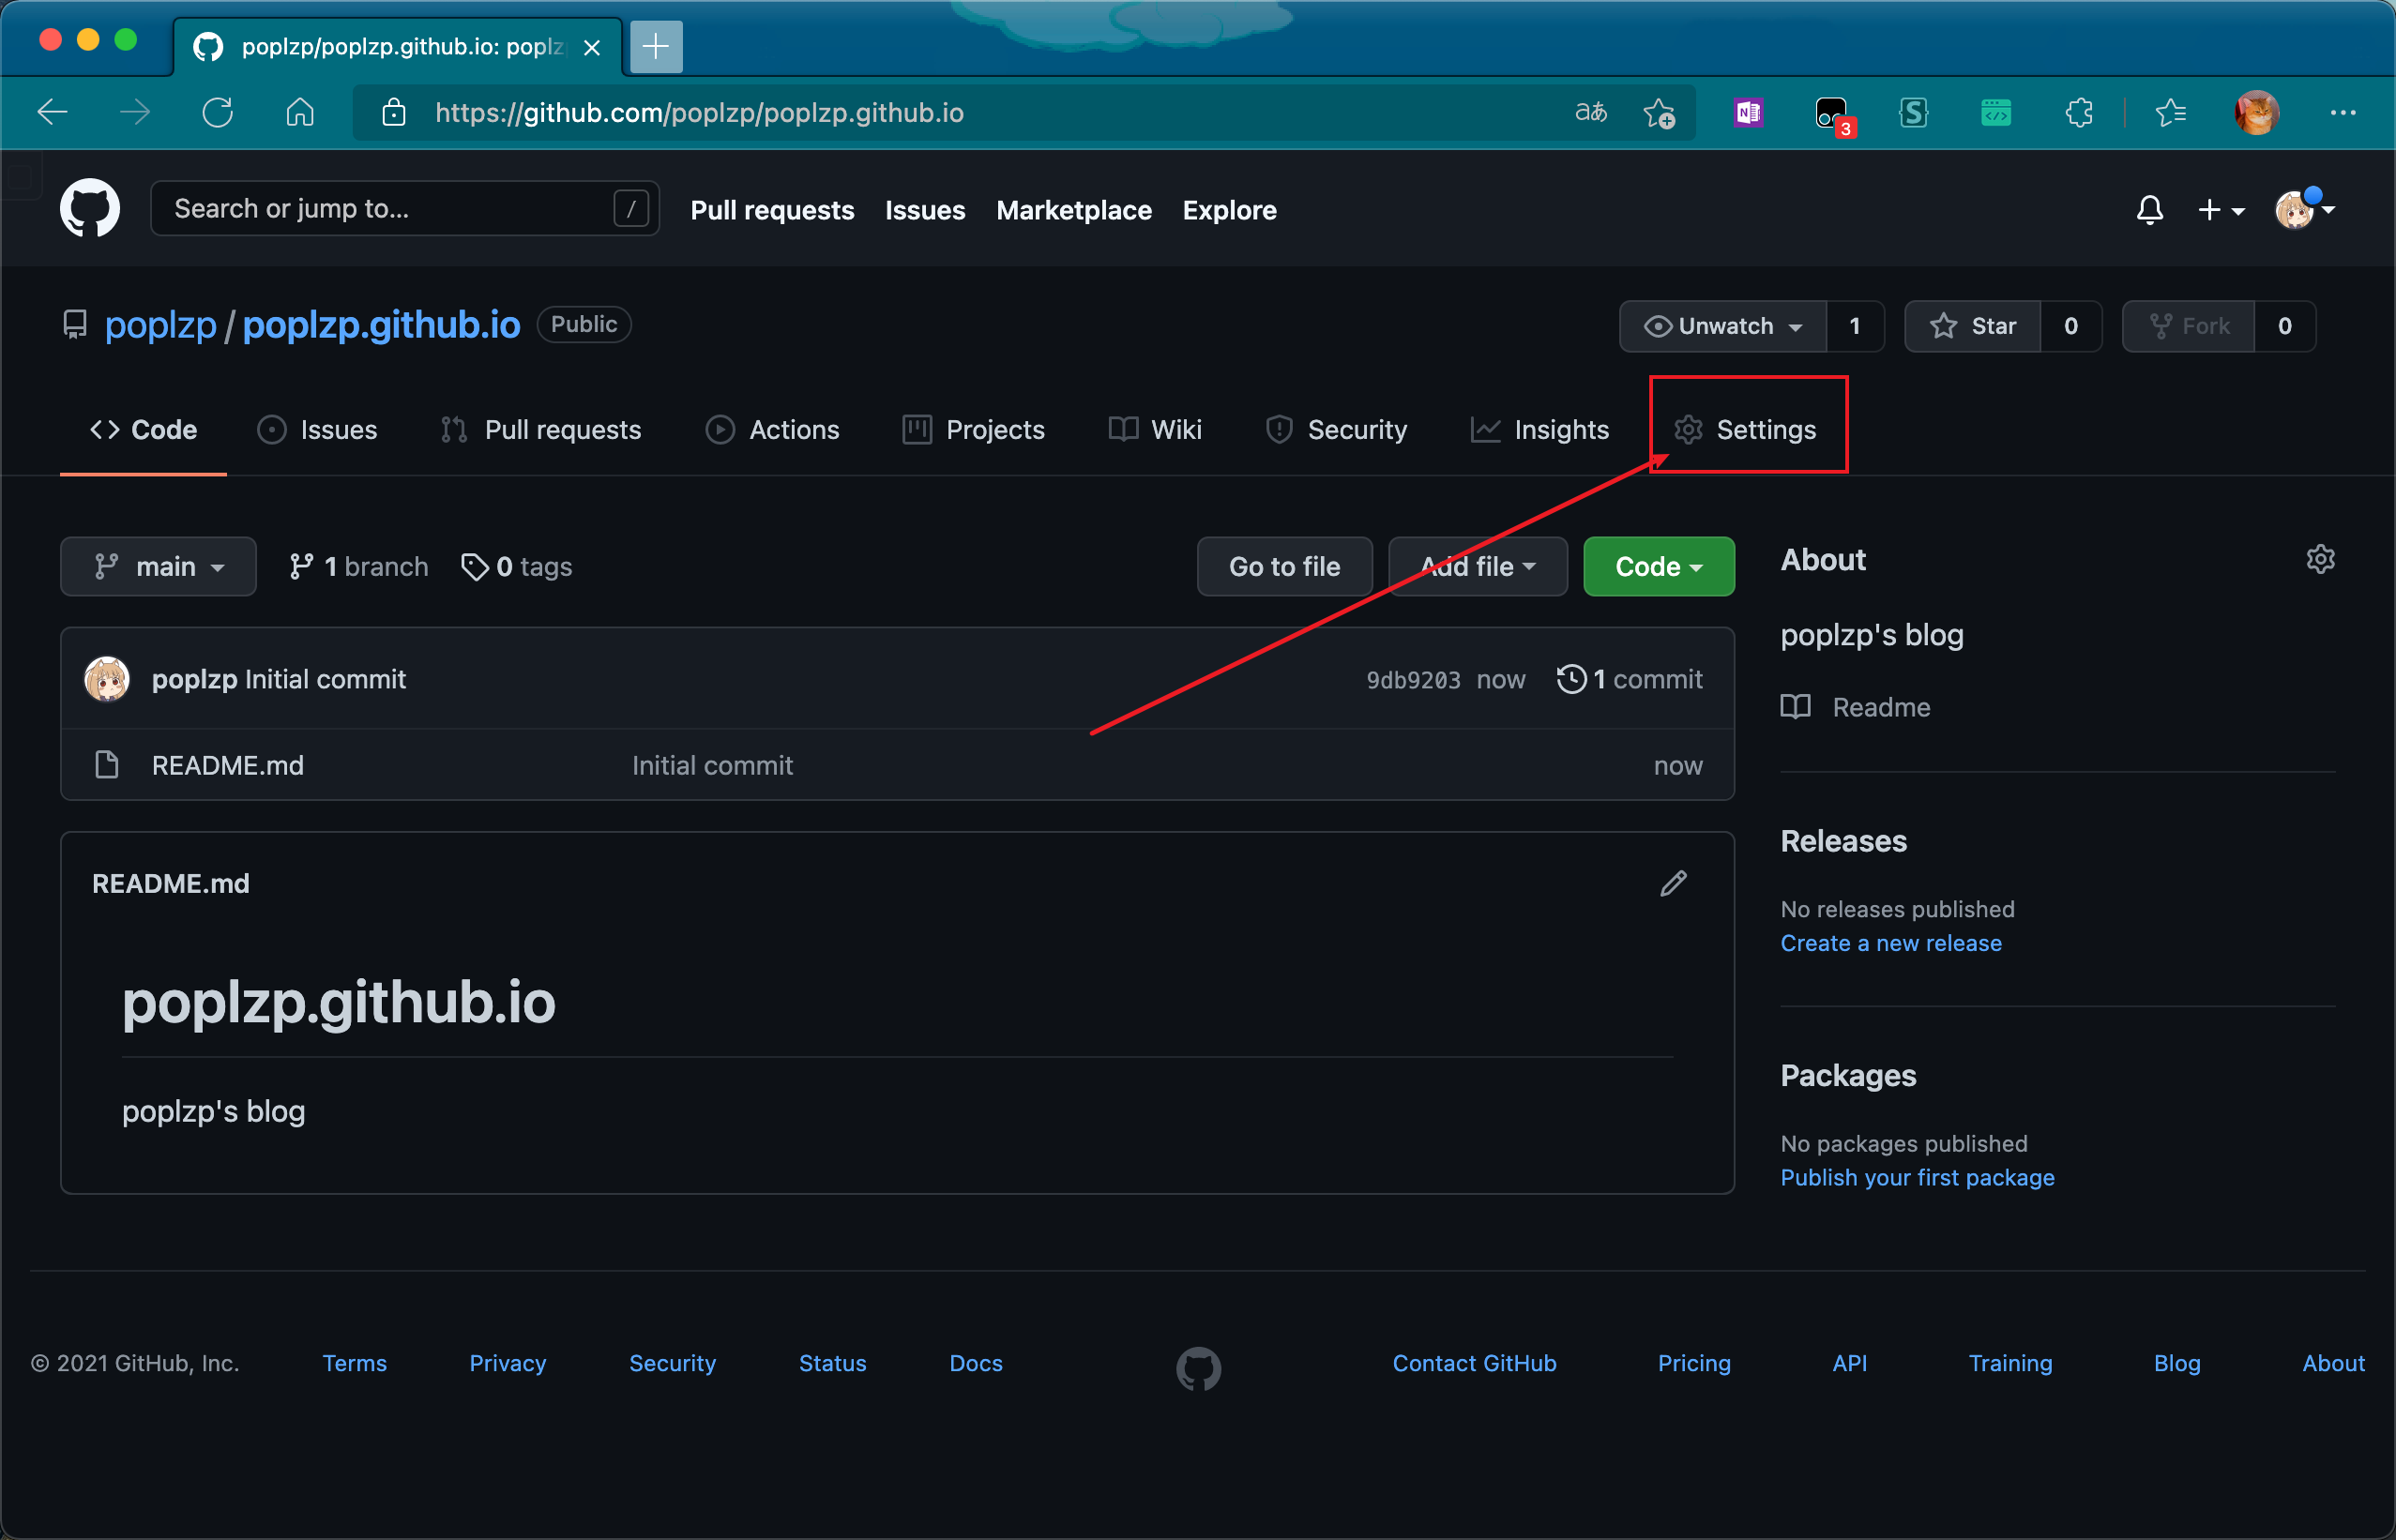 poplzp/poplzp.github.io: poplz
https://github.com/poplzp/poplzp.github.io
aあ
3
Search or jump to...
/
Pull requests
Issues
Marketplace
Explore
poplzp / poplzp.github.io
Public
Unwatch
1
Star
0
Fork
0
Code
Issues
Pull requests
Actions
Projects
Wiki
Security
Insights
Settings
main
1 branch
0 tags
Go to file
Add file
Code
About
poplzp's blog
Readme
poplzp Initial commit
9db9203 now
1 commit
README.md
Initial commit
now
Releases
No releases published
Create a new release
README.md
poplzp.github.io
poplzp's blog
Packages
No packages published
Publish your first package
© 2021 GitHub, Inc.
Terms
Privacy
Security
Status
Docs
Contact GitHub
Pricing
API
Training
Blog
About